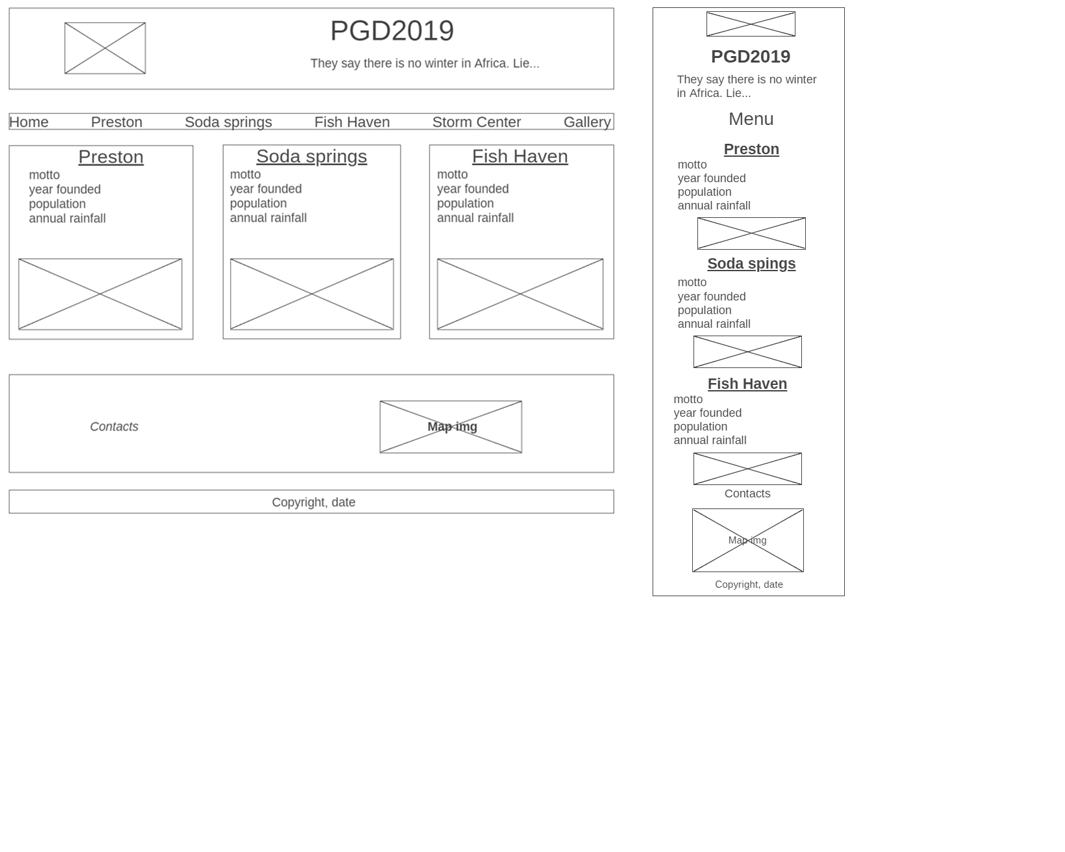 PGD2019
They say there is no winter in Africa. Lie...
Home Preston Soda springs Fish Haven Storm Center Gallery
Preston
motto
year founded
population
annual rainfall
Soda springs
motto
year founded
population
annual rainfall
Fish Haven
motto
year founded
population
annual rainfall
Contacts
Map img
Copyright, date
PGD2019
They say there is no winter
in Africa. Lie...
Menu
Preston
motto
year founded
population
annual rainfall
Soda spings
motto
year founded
population
annual rainfall
Fish Haven
motto
year founded
population
annual rainfall
Contacts
Map img
Copyright, date